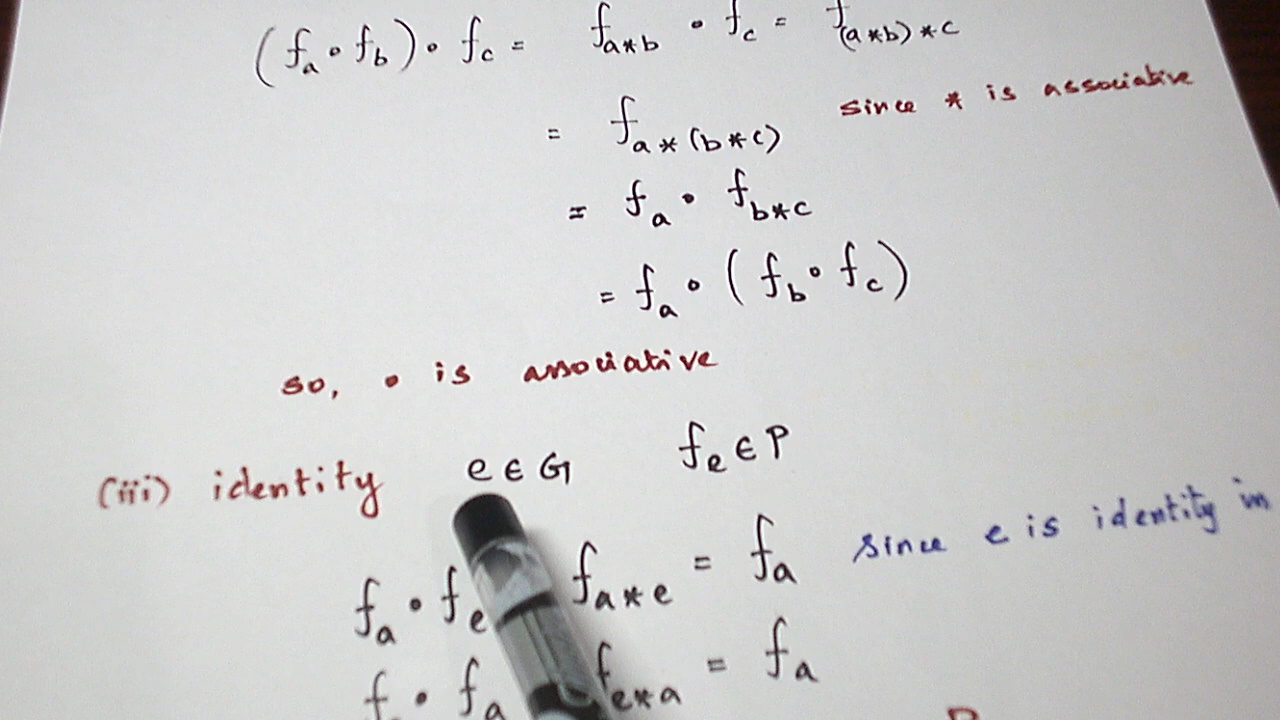 (f_a ∘ f_b) ∘ f_c = f_{a*b} ∘ f_c = f_{(a*b)*c}
= f_{a*(b*c)} since * is associative
= f_a ∘ f_{b*c}
= f_a ∘ (f_b ∘ f_c)
so, ∘ is associative
(iii) identity e ∈ G f_e ∈ P
f_a ∘ f_e f_{a*e} = f_a since e is identity in
f ∘ f_a f_{e*a} = f_a